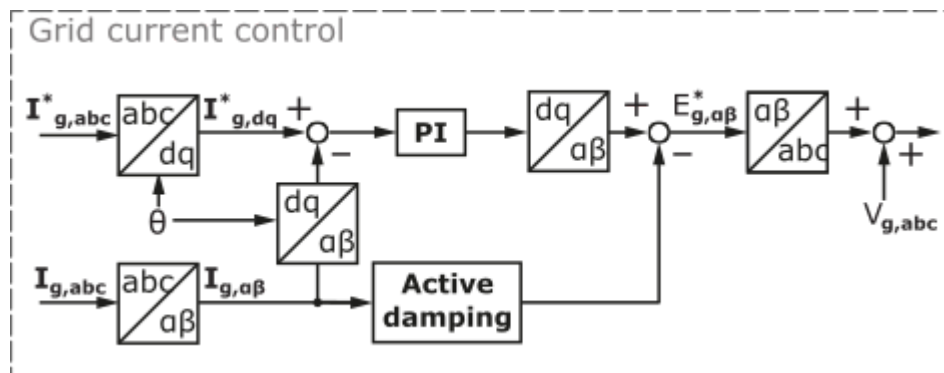 Grid current control
I*g,abc
abc
dq
I*g,dq
+
−
PI
dq
αβ
+
−
E*g,αβ
αβ
abc
+
+
Vg,abc
θ
dq
αβ
Ig,abc
abc
αβ
Ig,αβ
Active
damping